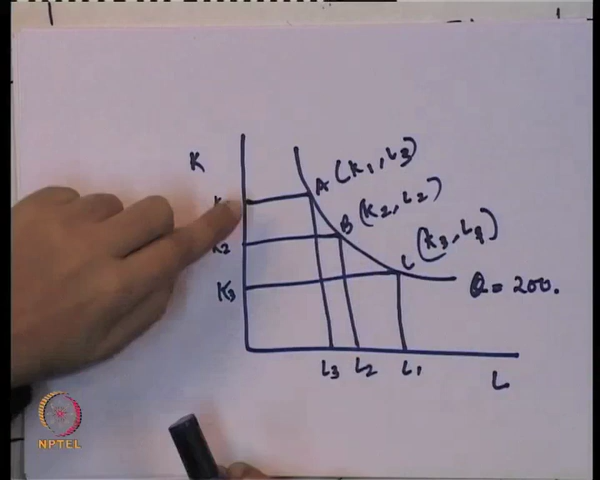 K
A (K1, L3)
B (K2, L2)
K2
C (K3, L1)
K3
Q = 200.
L3 L2 L1
L
NPTEL